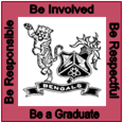 Be Involved
Be Responsible
Be Respectful
BENGALS
Be a Graduate